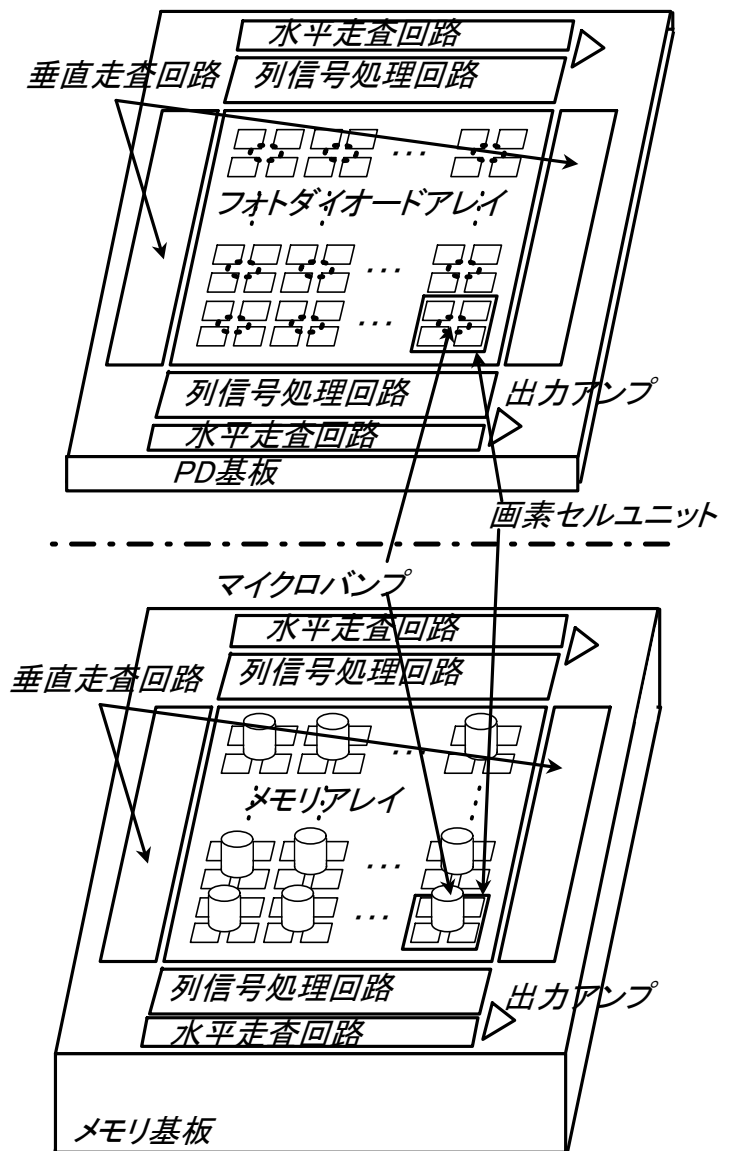 水平走査回路
垂直走査回路
列信号処理回路
フォトダイオードアレイ
列信号処理回路
出力アンプ
水平走査回路
PD基板
画素セルユニット
マイクロバンプ
水平走査回路
垂直走査回路
列信号処理回路
メモリアレイ
列信号処理回路
出力アンプ
水平走査回路
メモリ基板